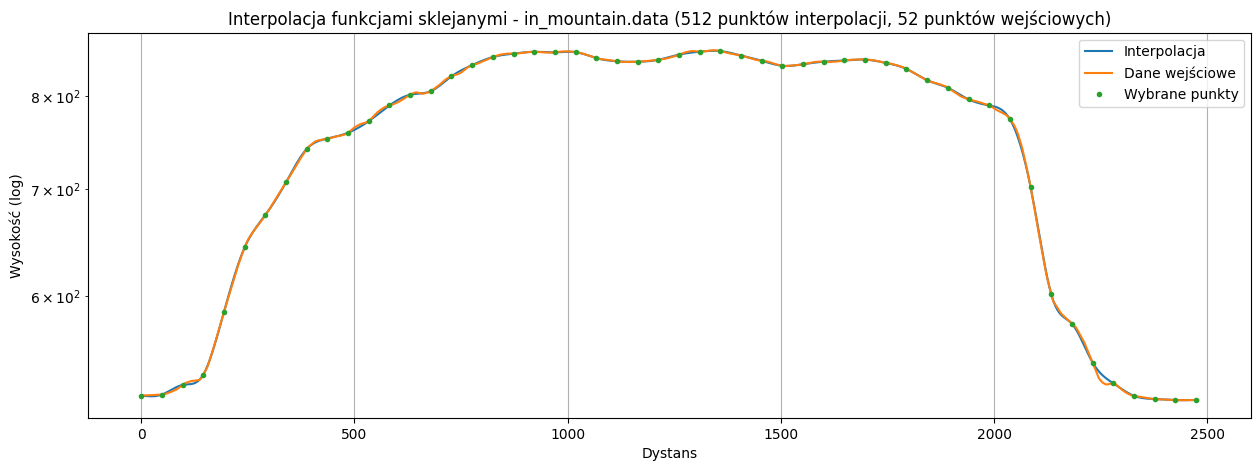 Interpolacja funkcjami sklejanymi - in_mountain.data (512 punktów interpolacji, 52 punktów wejściowych)
Interpolacja
Dane wejściowe
Wybrane punkty
8 × 10²
7 × 10²
6 × 10²
Wysokość (log)
0
500
1000
1500
2000
2500
Dystans